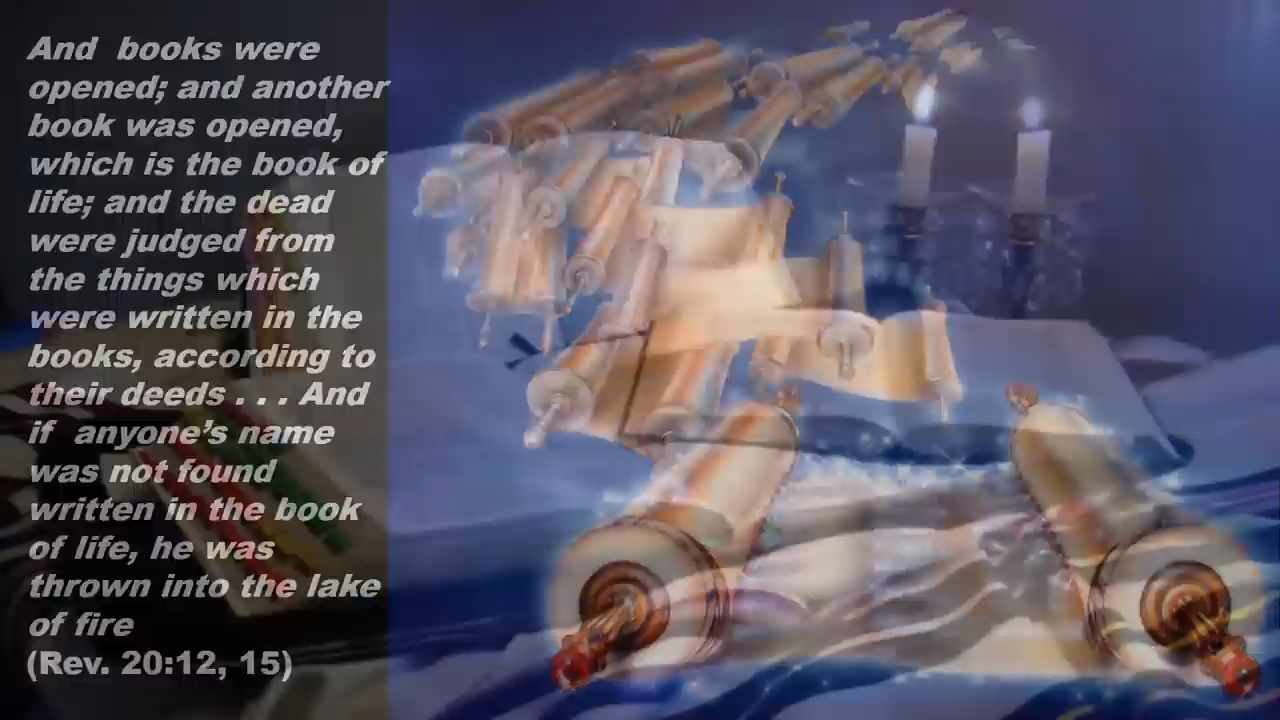 And  books were
opened; and another
book was opened,
which is the book of
life; and the dead
were judged from
the things which
were written in the
books, according to
their deeds . . . And
if  anyone’s name
was not found
written in the book
of life, he was
thrown into the lake
of fire
(Rev. 20:12, 15)